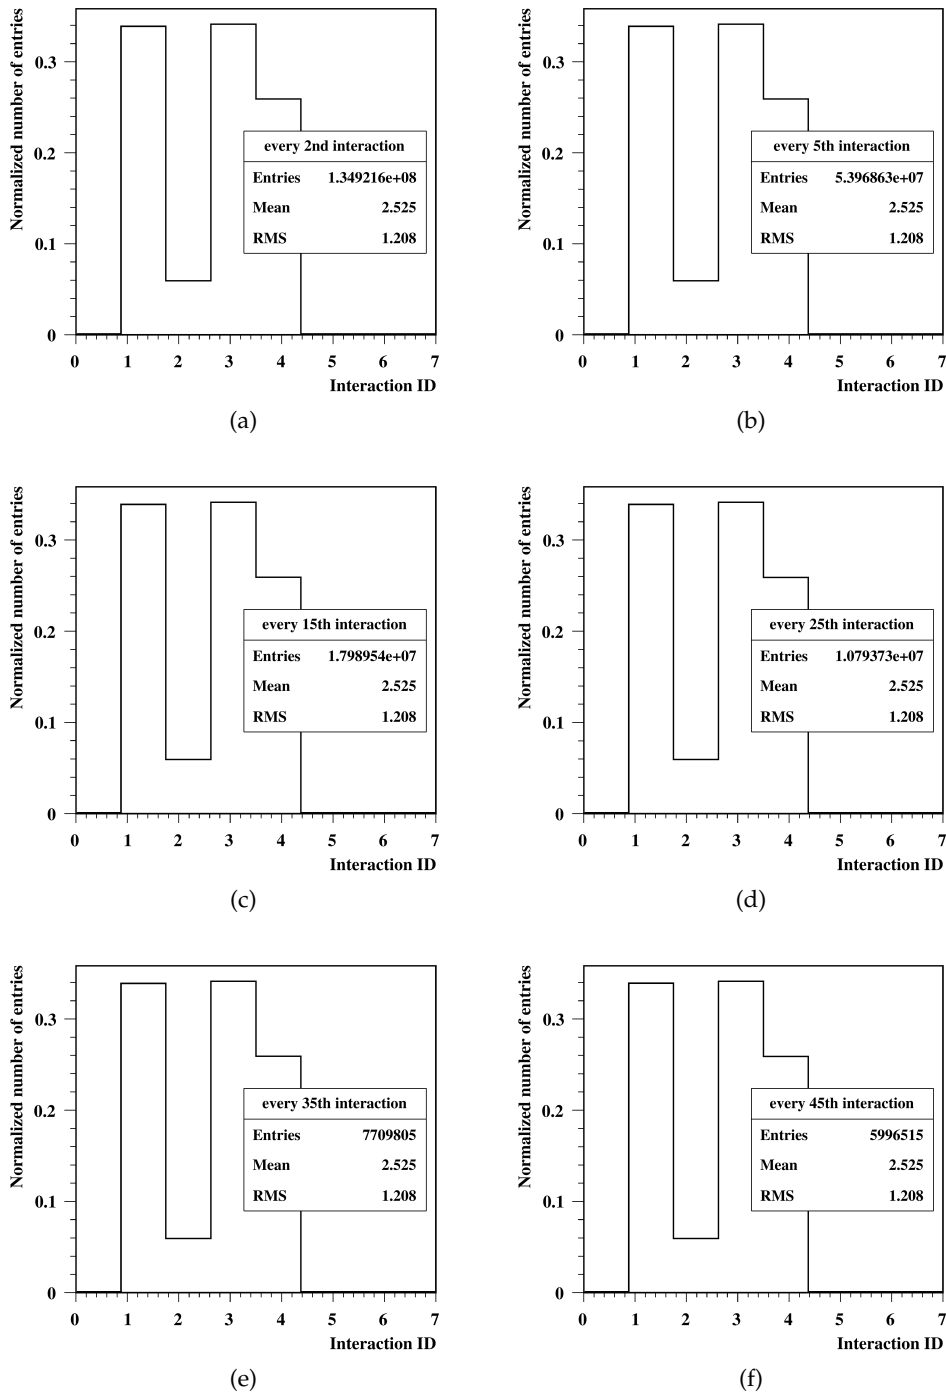 Normalized number of entries
0.3
0.2
0.1
0
every 2nd interaction
Entries 1.349216e+08
Mean 2.525
RMS 1.208
0 1 2 3 4 5 6 7
Interaction ID
(a)
Normalized number of entries
0.3
0.2
0.1
0
every 5th interaction
Entries 5.396863e+07
Mean 2.525
RMS 1.208
0 1 2 3 4 5 6 7
Interaction ID
(b)
Normalized number of entries
0.3
0.2
0.1
0
every 15th interaction
Entries 1.798954e+07
Mean 2.525
RMS 1.208
0 1 2 3 4 5 6 7
Interaction ID
(c)
Normalized number of entries
0.3
0.2
0.1
0
every 25th interaction
Entries 1.079373e+07
Mean 2.525
RMS 1.208
0 1 2 3 4 5 6 7
Interaction ID
(d)
Normalized number of entries
0.3
0.2
0.1
0
every 35th interaction
Entries 7709805
Mean 2.525
RMS 1.208
0 1 2 3 4 5 6 7
Interaction ID
(e)
Normalized number of entries
0.3
0.2
0.1
0
every 45th interaction
Entries 5996515
Mean 2.525
RMS 1.208
0 1 2 3 4 5 6 7
Interaction ID
(f)